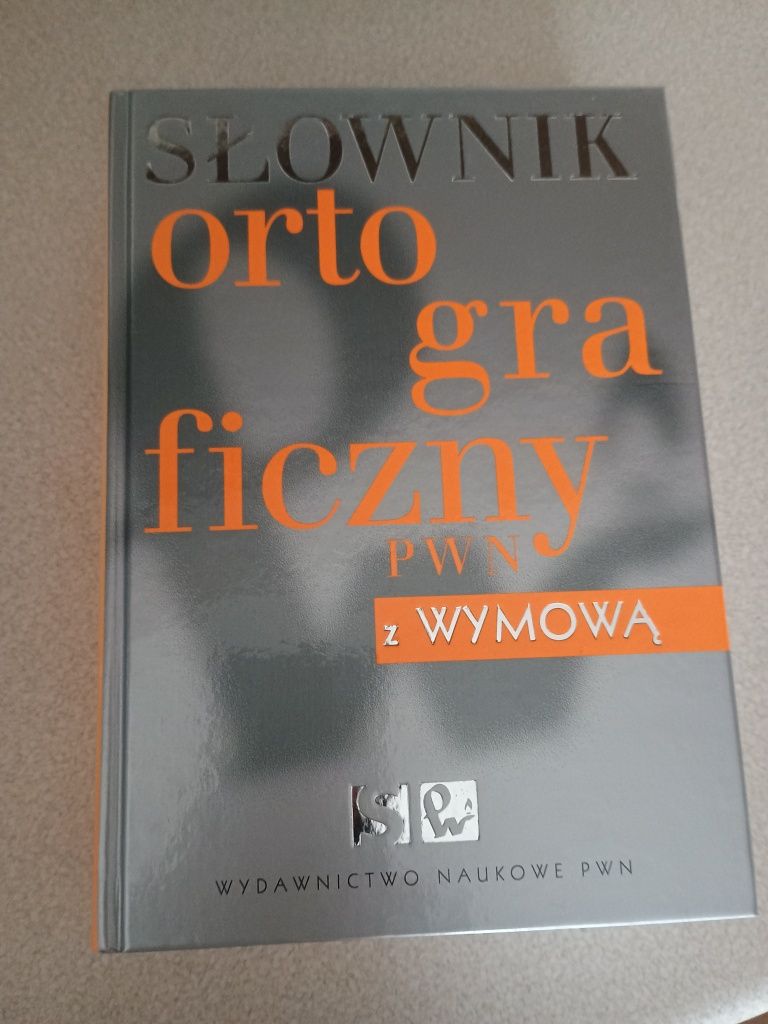 SŁOWNIK
orto
gra
ficzny
PWN
z WYMOWĄ
S PW
WYDAWNICTWO NAUKOWE PWN